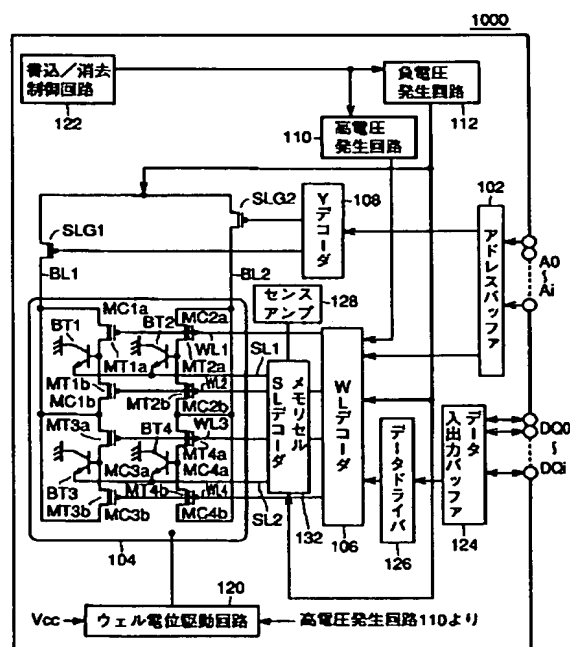 1000
書込/消去
制御回路
122
負電圧
発生回路
112
110
高電圧
発生回路
SLG2
SLG1
Yデコーダ
108
102
アドレスバッファ
A0
～
Ai
BL1
BL2
センス
アンプ
128
MC1a
MC2a
BT1
BT2
WL1
SL1
MT1a
MT2a
MT1b
MC1b
WL2
MT2b
MC2b
MT3a
BT4
WL3
MC3a
MT4a
MC4a
BT3
MT3b
MT4b
WL4
MC3b
MC4b
SL2
104
メモリセル
SLデコーダ
132
WLデコーダ
106
データドライバ
126
データ
入出力バッファ
124
DQ0
～
DQi
120
Vcc
ウェル電位駆動回路
高電圧発生回路110より